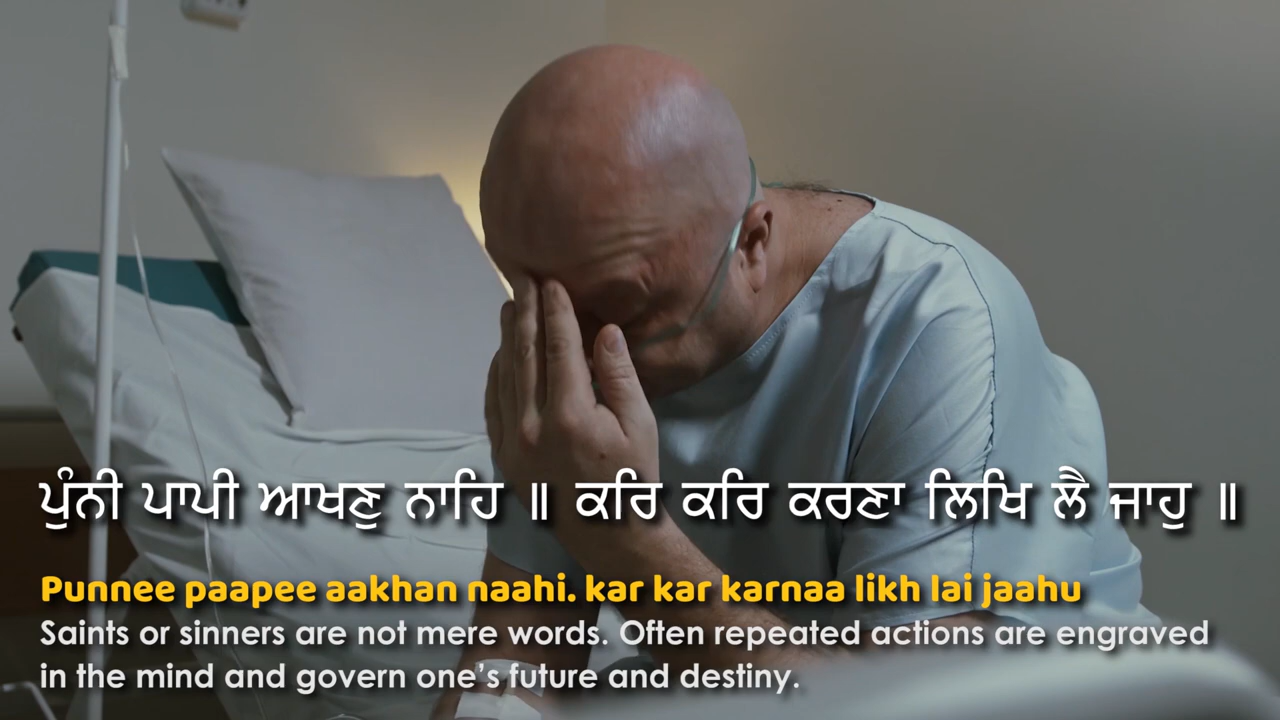 ਪੁੰਨੀ ਪਾਪੀ ਆਖਣੁ ਨਾਹਿ ॥ ਕਰਿ ਕਰਿ ਕਰਣਾ ਲਿਖਿ ਲੈ ਜਾਹੁ ॥
Punnee paapee aakhan naahi. kar kar karnaa likh lai jaahu
Saints or sinners are not mere words. Often repeated actions are engraved
in the mind and govern one’s future and destiny.